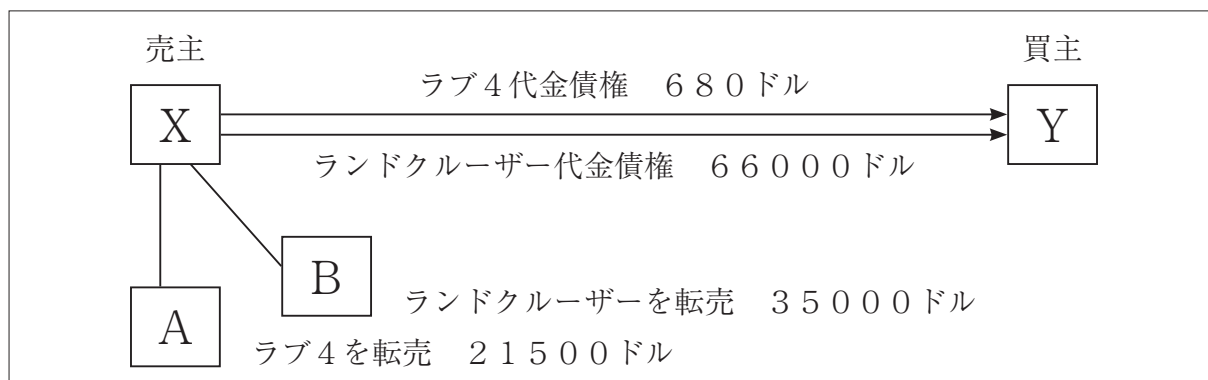 売主
買主
ラブ４代金債権　６８０ドル
X
Y
ランドクルーザー代金債権　６６０００ドル
B
ランドクルーザーを転売　３５０００ドル
A
ラブ４を転売　２１５００ドル